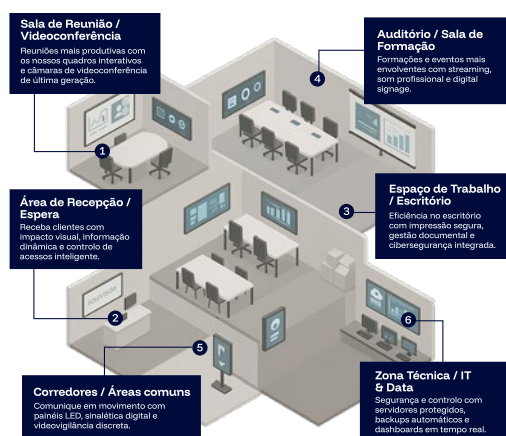 Sala de Reunião /
Videoconferência
Reuniões mais produtivas com
os nossos quadros interativos
e câmaras de videoconferência
de última geração.
1
Auditório / Sala de
Formação
Formações e eventos mais
envolventes com streaming,
som profissional e digital
signage.
4
Espaço de Trabalho
/ Escritório
Eficiência no escritório
com impressão segura,
gestão documental e
cibersegurança integrada.
3
Área de Recepção /
Espera
Receba clientes com
impacto visual, informação
dinâmica e controlo de
acessos inteligente.
2
Corredores / Áreas comuns
Comunique em movimento com
painéis LED, sinalética digital e
videovigilância discreta.
5
Zona Técnica / IT
& Data
Segurança e controlo com
servidores protegidos,
backups automáticos e
dashboards em tempo real.
6